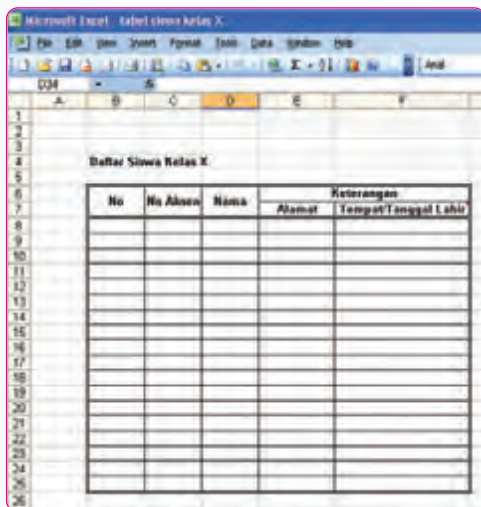 Microsoft Excel - tabel siswa kelas X
File Edit View Insert Format Tools Data Window Help
Arial
D34
A B C D E F
1
2
3
4 Daftar Siswa Kelas X
5
6 No No Absen Nama Keterangan
7 Alamat Tempat/Tanggal Lahir
8
9
10
11
12
13
14
15
16
17
18
19
20
21
22
23
24
25
26